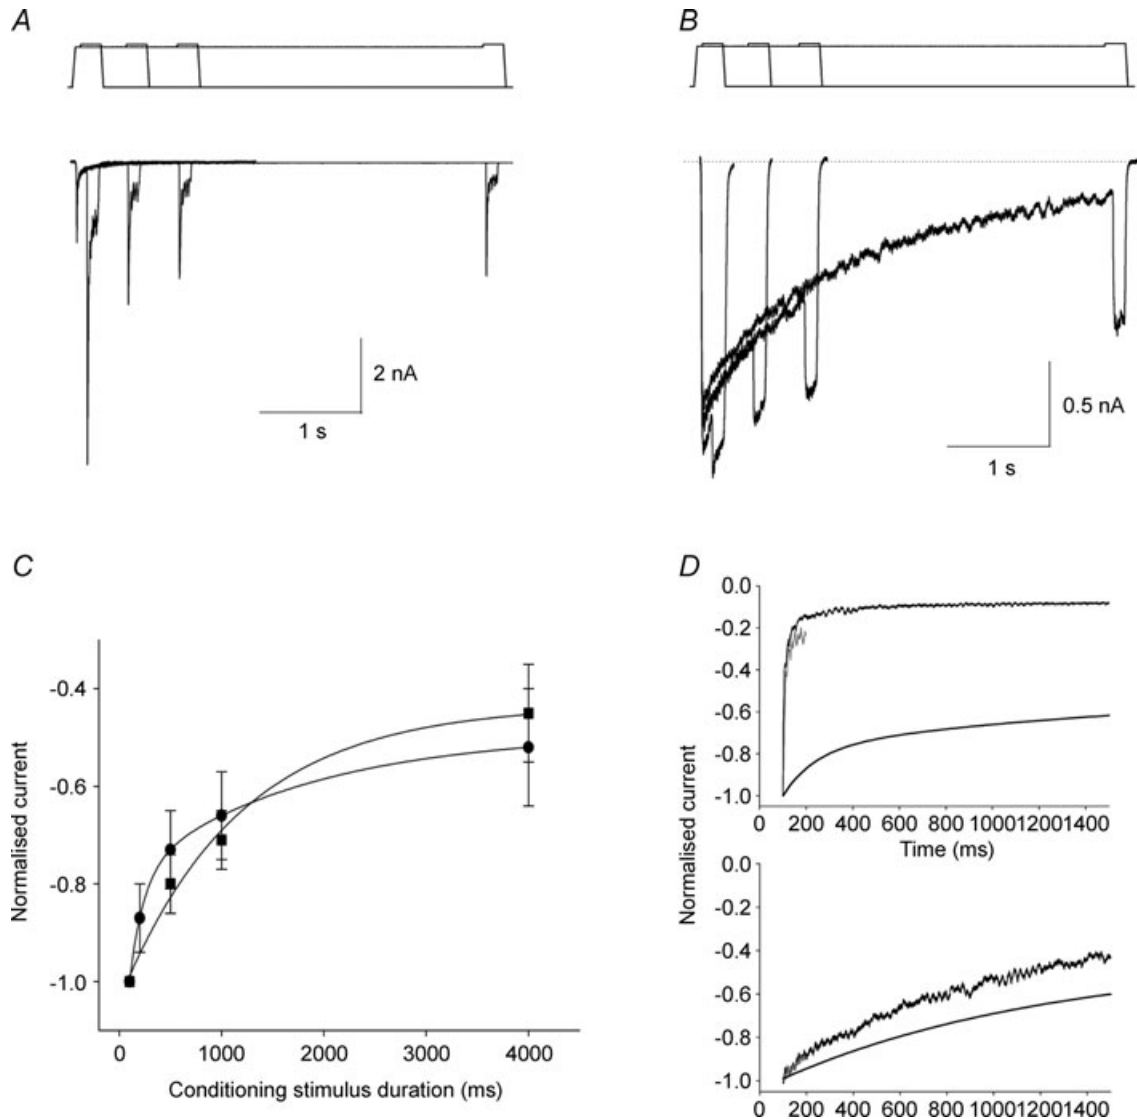 A
B
2 nA
1 s
0.5 nA
1 s
C
-0.4
-0.6
-0.8
-1.0
Normalised current
0 1000 2000 3000 4000
Conditioning stimulus duration (ms)
D
0.0
-0.2
-0.4
-0.6
-0.8
-1.0
0 200 400 600 800 1000 1200 1400
Time (ms)
Normalised current
0.0
-0.2
-0.4
-0.6
-0.8
-1.0
0 200 400 600 800 1000 1200 1400